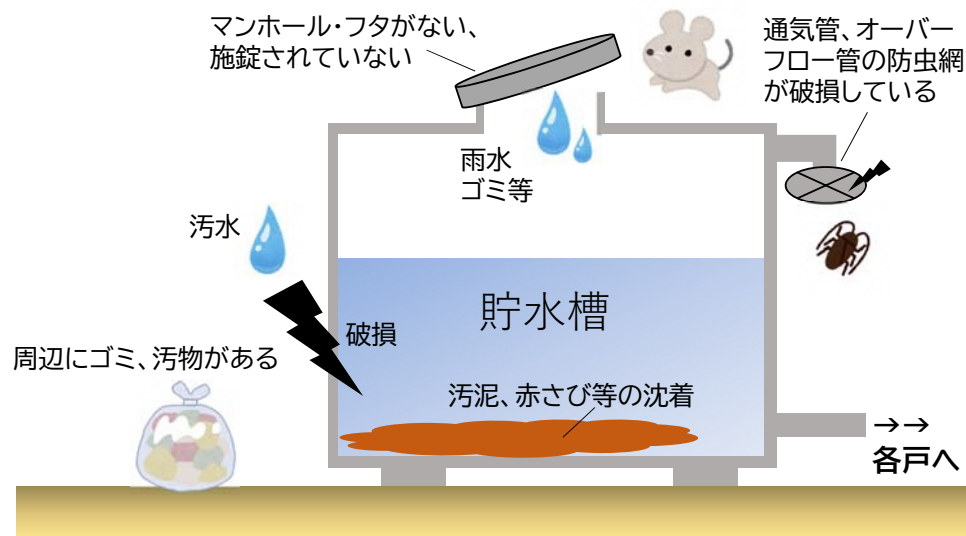 マンホール・フタがない、
施錠されていない
通気管、オーバー
フロー管の防虫網
が破損している
雨水
ゴミ等
汚水
貯水槽
破損
周辺にゴミ、汚物がある
汚泥、赤さび等の沈着
→→
各戸へ